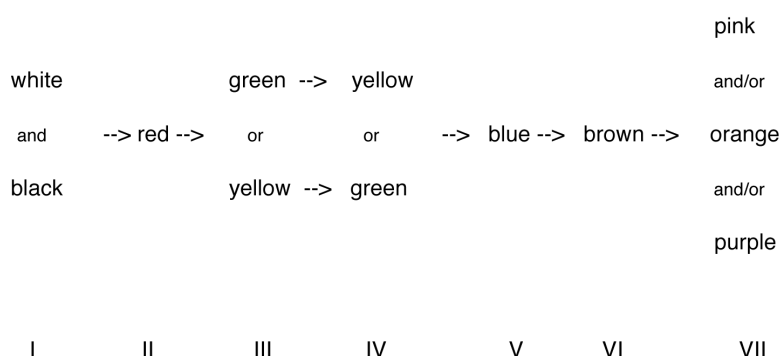 pink
white green --> yellow and/or
and --> red --> or or --> blue --> brown --> orange
black yellow --> green and/or
purple
I II III IV V VI VII